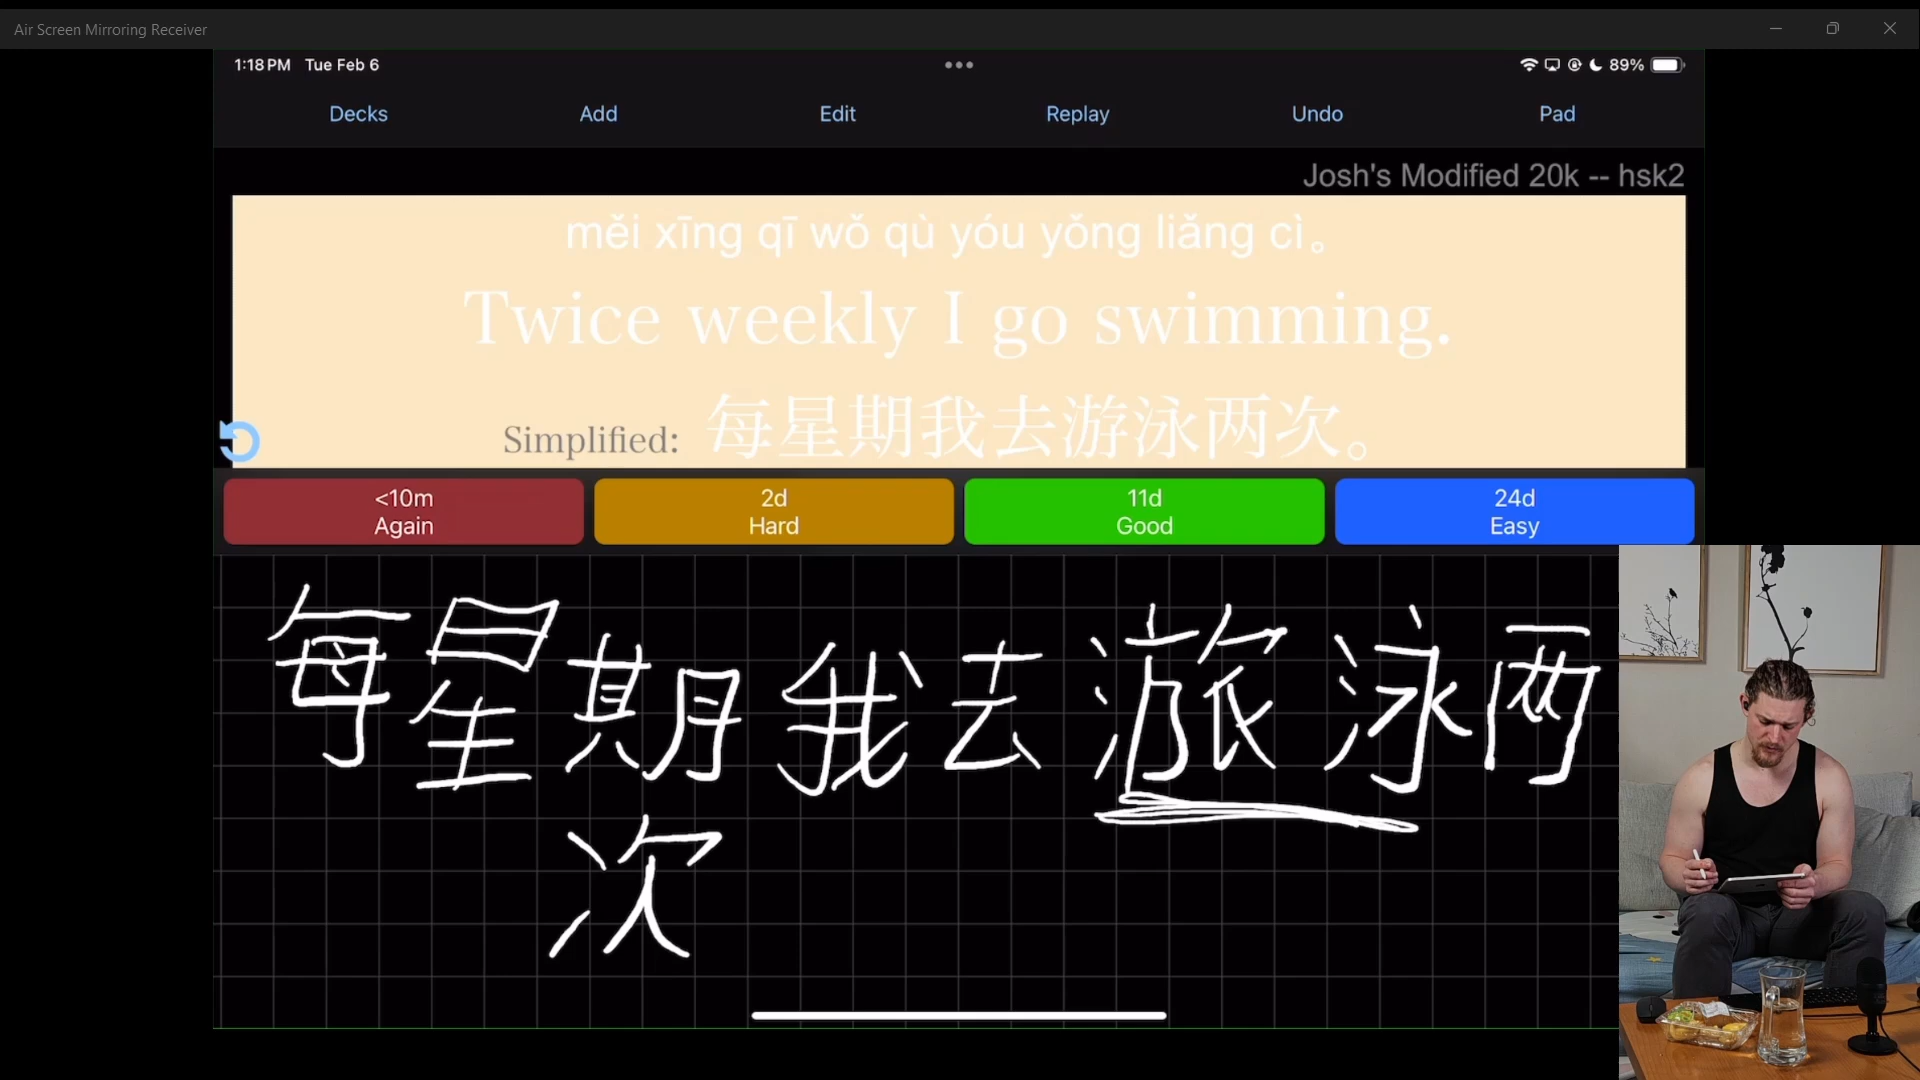 Air Screen Mirroring Receiver
1:18 PM Tue Feb 6
89%
Decks Add Edit Replay Undo Pad
Josh's Modified 20k -- hsk2
měi xīng qī wǒ qù yóu yǒng liǎng cì。
Twice weekly I go swimming.
Simplified: 每星期我去游泳两次。
<10m 2d 11d 24d
Again Hard Good Easy
每星期我去泳两
次